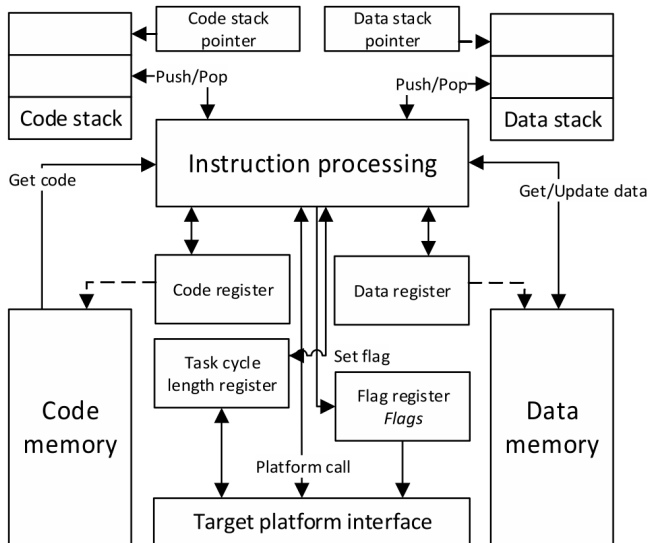 Code stack
pointer
Data stack
pointer
Push/Pop
Push/Pop
Code stack
Data stack
Instruction processing
Get code
Get/Update data
Code register
Data register
Task cycle
length register
Set flag
Flag register
Flags
Code
memory
Data
memory
Platform call
Target platform interface